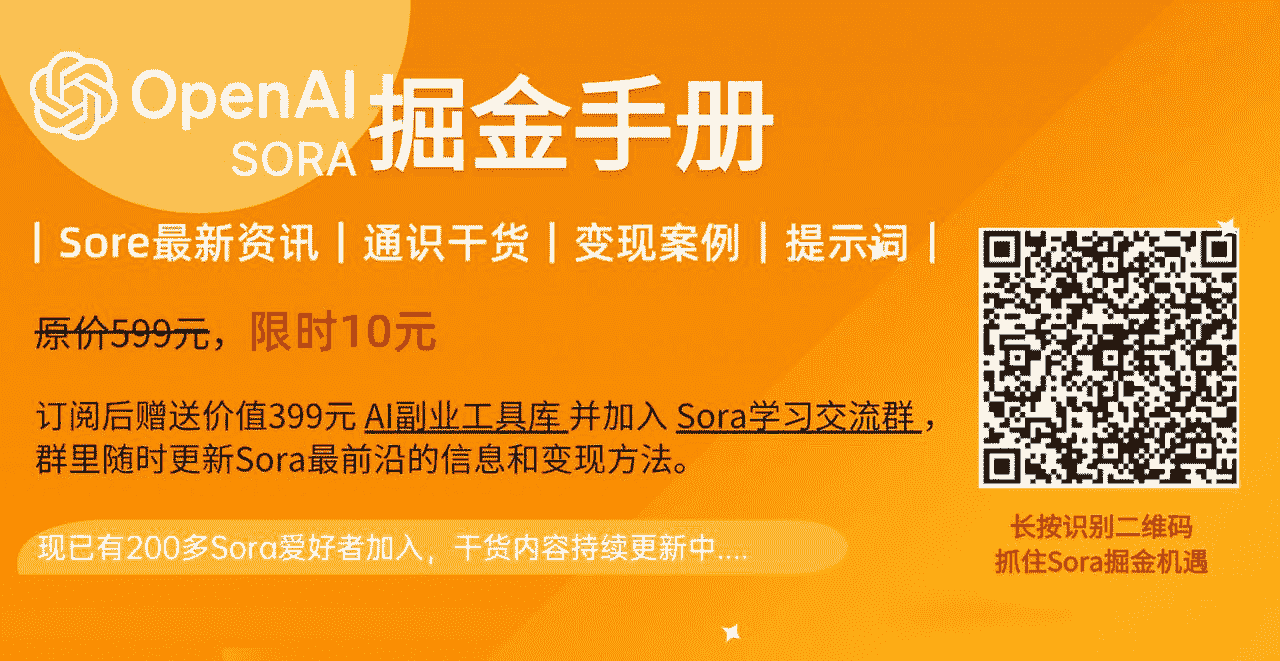 OpenAI
SORA
掘金手册
| Sore最新资讯 | 通识干货 | 变现案例 | 提示词 |
原价599元，限时10元
订阅后赠送价值399元 AI副业工具库 并加入 Sora学习交流群，
群里随时更新Sora最前沿的信息和变现方法。
现已有200多Sora爱好者加入，干货内容持续更新中....
长按识别二维码
抓住Sora掘金机遇